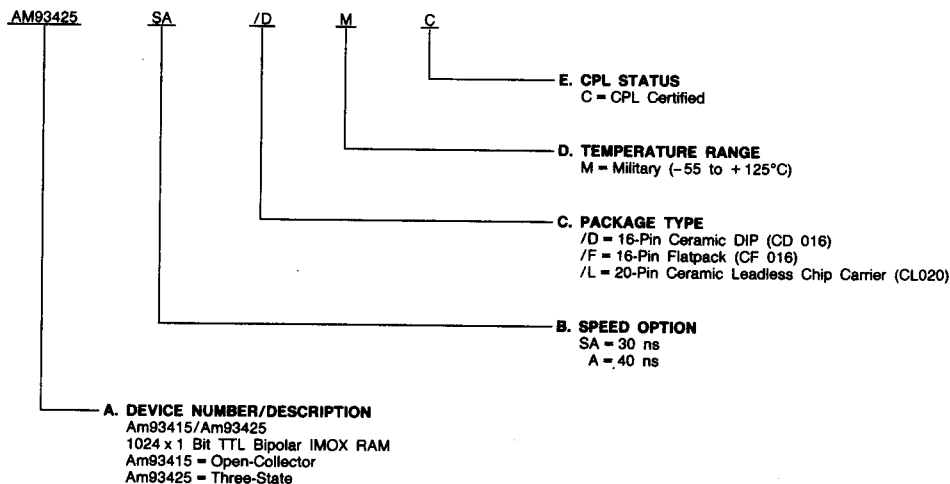 AM93425 SA /D M C
E. CPL STATUS
C = CPL Certified
D. TEMPERATURE RANGE
M = Military (−55 to +125°C)
C. PACKAGE TYPE
/D = 16-Pin Ceramic DIP (CD 016)
/F = 16-Pin Flatpack (CF 016)
/L = 20-Pin Ceramic Leadless Chip Carrier (CL020)
B. SPEED OPTION
SA = 30 ns
A = 40 ns
A. DEVICE NUMBER/DESCRIPTION
Am93415/Am93425
1024 x 1 Bit TTL Bipolar IMOX RAM
Am93415 = Open-Collector
Am93425 = Three-State